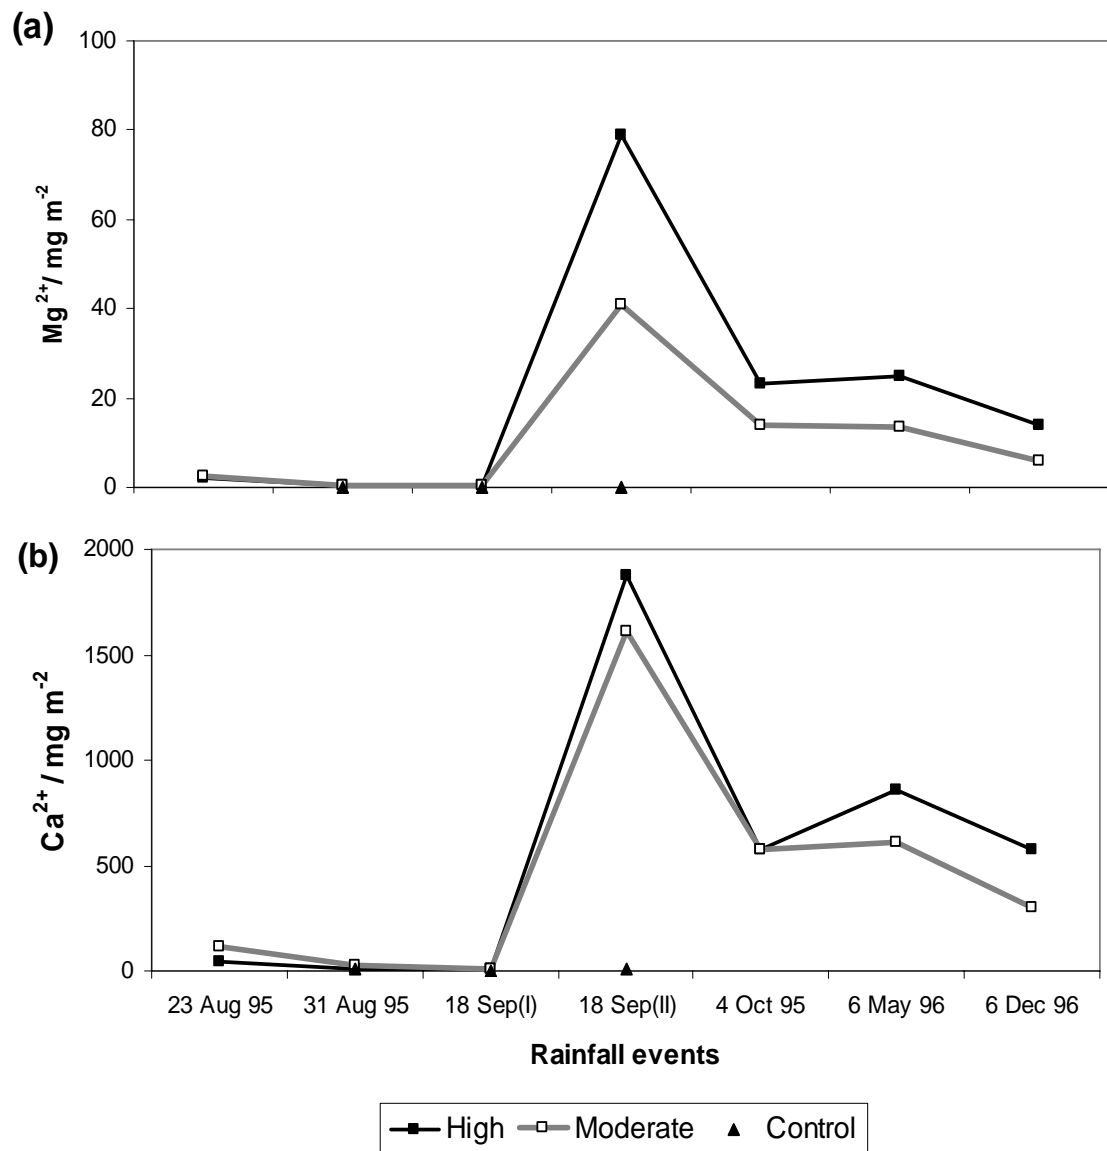 (a)
100
80
60
40
20
0
Mg²⁺/ mg m⁻²
(b)
2000
1500
1000
500
0
Ca²⁺ / mg m⁻²
23 Aug 95 31 Aug 95 18 Sep(I) 18 Sep(II) 4 Oct 95 6 May 96 6 Dec 96
Rainfall events
High Moderate Control